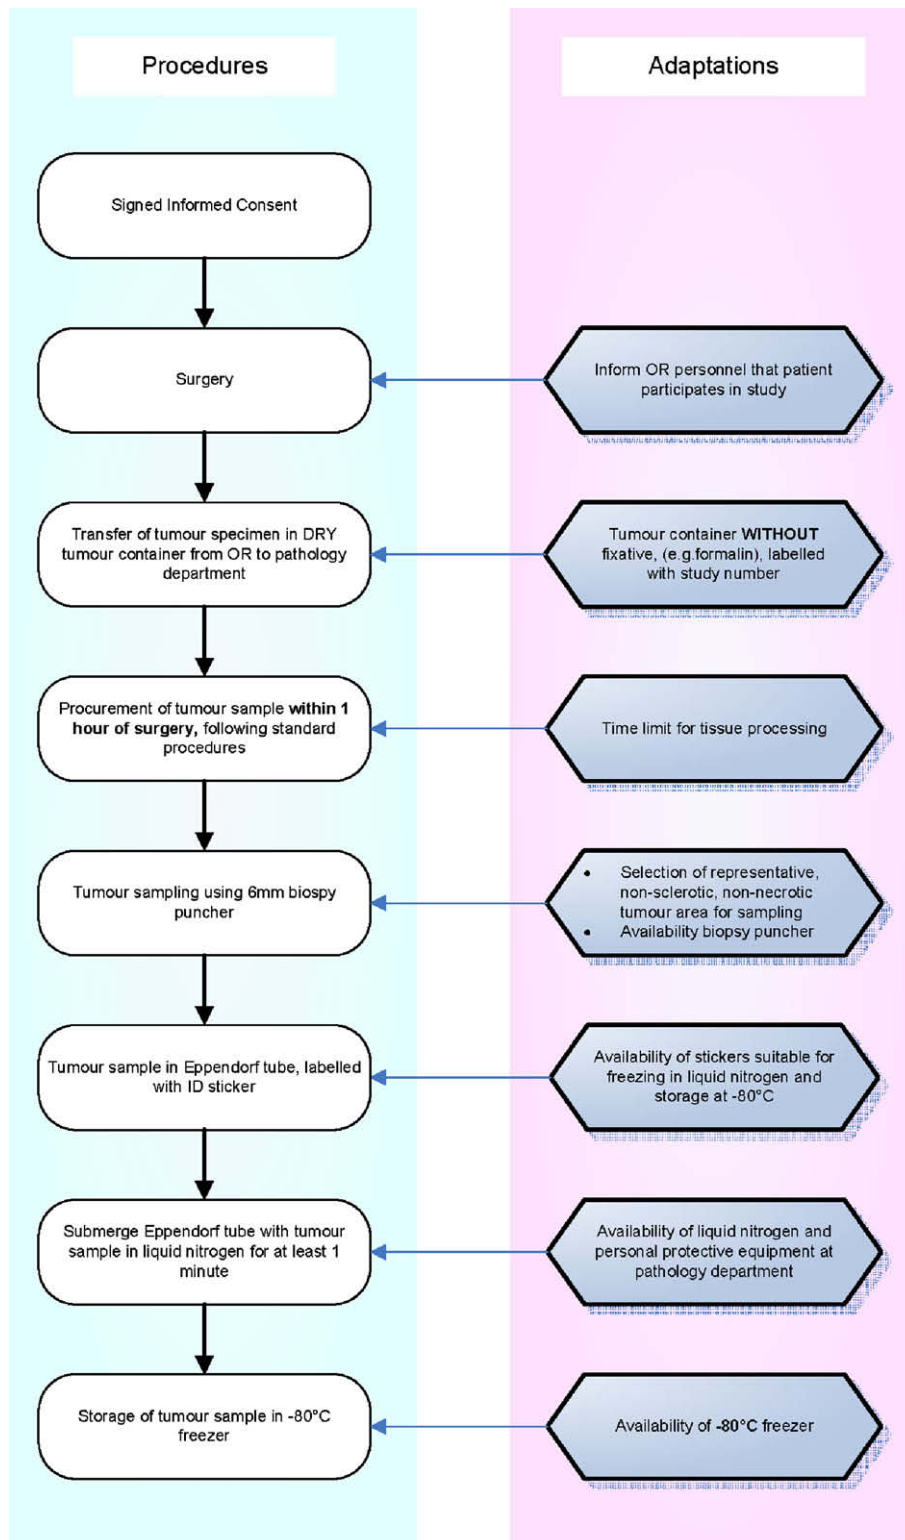 Procedures
Adaptations
Signed Informed Consent
Surgery
Inform OR personnel that patient
participates in study
Transfer of tumour specimen in DRY
tumour container from OR to pathology
department
Tumour container WITHOUT
fixative, (e.g.formalin), labelled
with study number
Procurement of tumour sample within 1
hour of surgery, following standard
procedures
Time limit for tissue processing
Tumour sampling using 6mm biospy
puncher
• Selection of representative,
non-sclerotic, non-necrotic
tumour area for sampling
• Availability biopsy puncher
Tumour sample in Eppendorf tube, labelled
with ID sticker
Availability of stickers suitable for
freezing in liquid nitrogen and
storage at -80°C
Submerge Eppendorf tube with tumour
sample in liquid nitrogen for at least 1
minute
Availability of liquid nitrogen and
personal protective equipment at
pathology department
Storage of tumour sample in -80°C
freezer
Availability of -80°C freezer